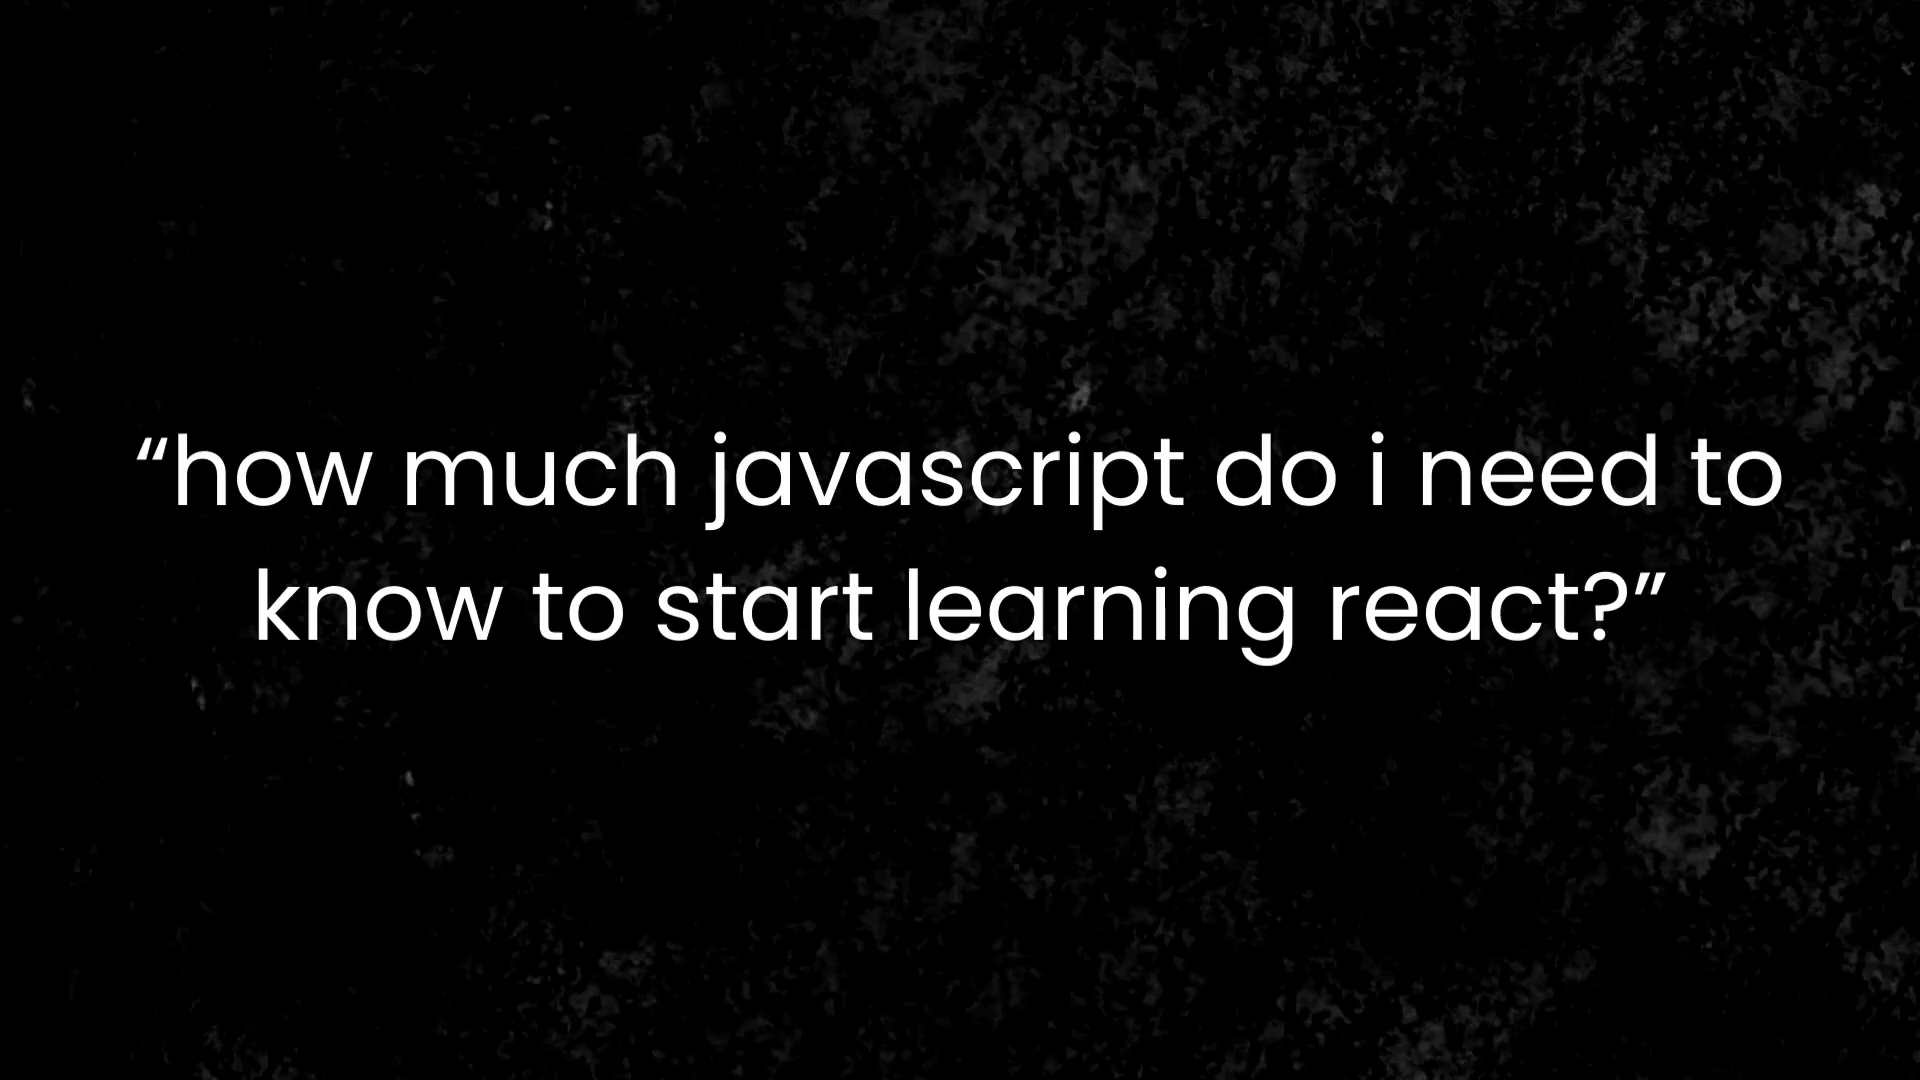 “how much javascript do i need to
know to start learning react?”